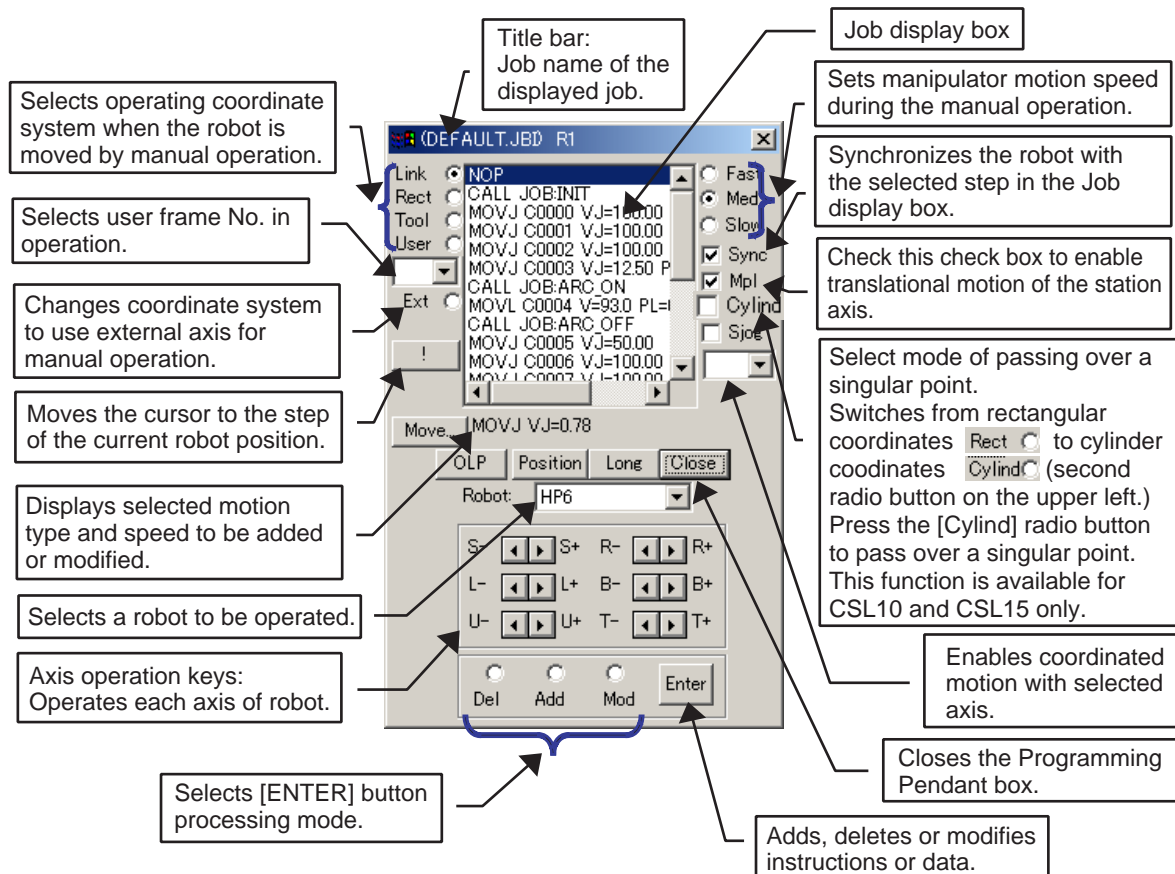 Title bar:
Job name of the
displayed job.
Job display box
Selects operating coordinate
system when the robot is
moved by manual operation.
Sets manipulator motion speed
during the manual operation.
Synchronizes the robot with
the selected step in the Job
display box.
Selects user frame No. in
operation.
Check this check box to enable
translational motion of the station
axis.
Changes coordinate system
to use external axis for
manual operation.
Moves the cursor to the step
of the current robot position.
Select mode of passing over a
singular point.
Switches from rectangular
coordinates Rect to cylinder
coodinates Cylind (second
radio button on the upper left.)
Press the [Cylind] radio button
to pass over a singular point.
This function is available for
CSL10 and CSL15 only.
Displays selected motion
type and speed to be added
or modified.
Selects a robot to be operated.
Axis operation keys:
Operates each axis of robot.
Enables coordinated
motion with selected
axis.
Closes the Programming
Pendant box.
Selects [ENTER] button
processing mode.
Adds, deletes or modifies
instructions or data.
(DEFAULT.JBI) R1
Link
Rect
Tool
User
Ext
!
NOP
CALL JOB:INIT
MOVJ C0000 VJ=100.00
MOVJ C0001 VJ=100.00
MOVJ C0002 VJ=100.00
MOVJ C0003 VJ=12.50 P
CALL JOB:ARC_ON
MOVL C0004 V=93.0 PL=
CALL JOB:ARC_OFF
MOVJ C0005 VJ=50.00
MOVJ C0006 VJ=100.00
MOVJ C0007 VJ=100.00
Fast
Med
Slow
Sync
Mpl
Cylind
Move... MOVJ VJ=0.78
OLP Position Long Close
Robot: HP6
S- S+ R- R+
L- L+ B- B+
U- U+ T- T+
Del Add Mod Enter